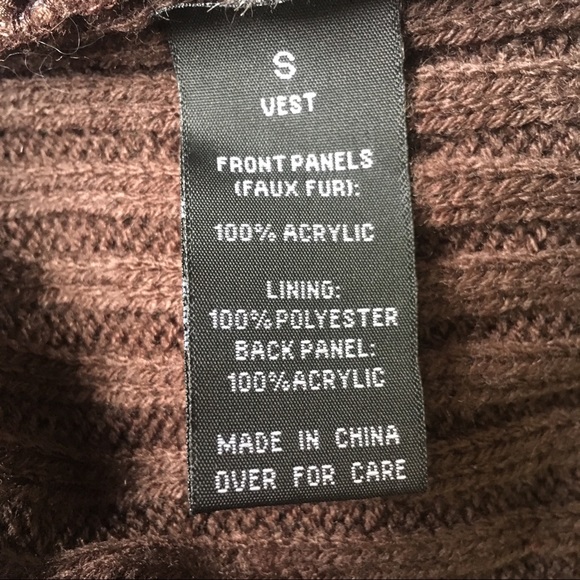 S
VEST
FRONT PANELS
(FAUX FUR):
100% ACRYLIC
LINING:
100% POLYESTER
BACK PANEL:
100% ACRYLIC
MADE IN CHINA
OVER FOR CARE